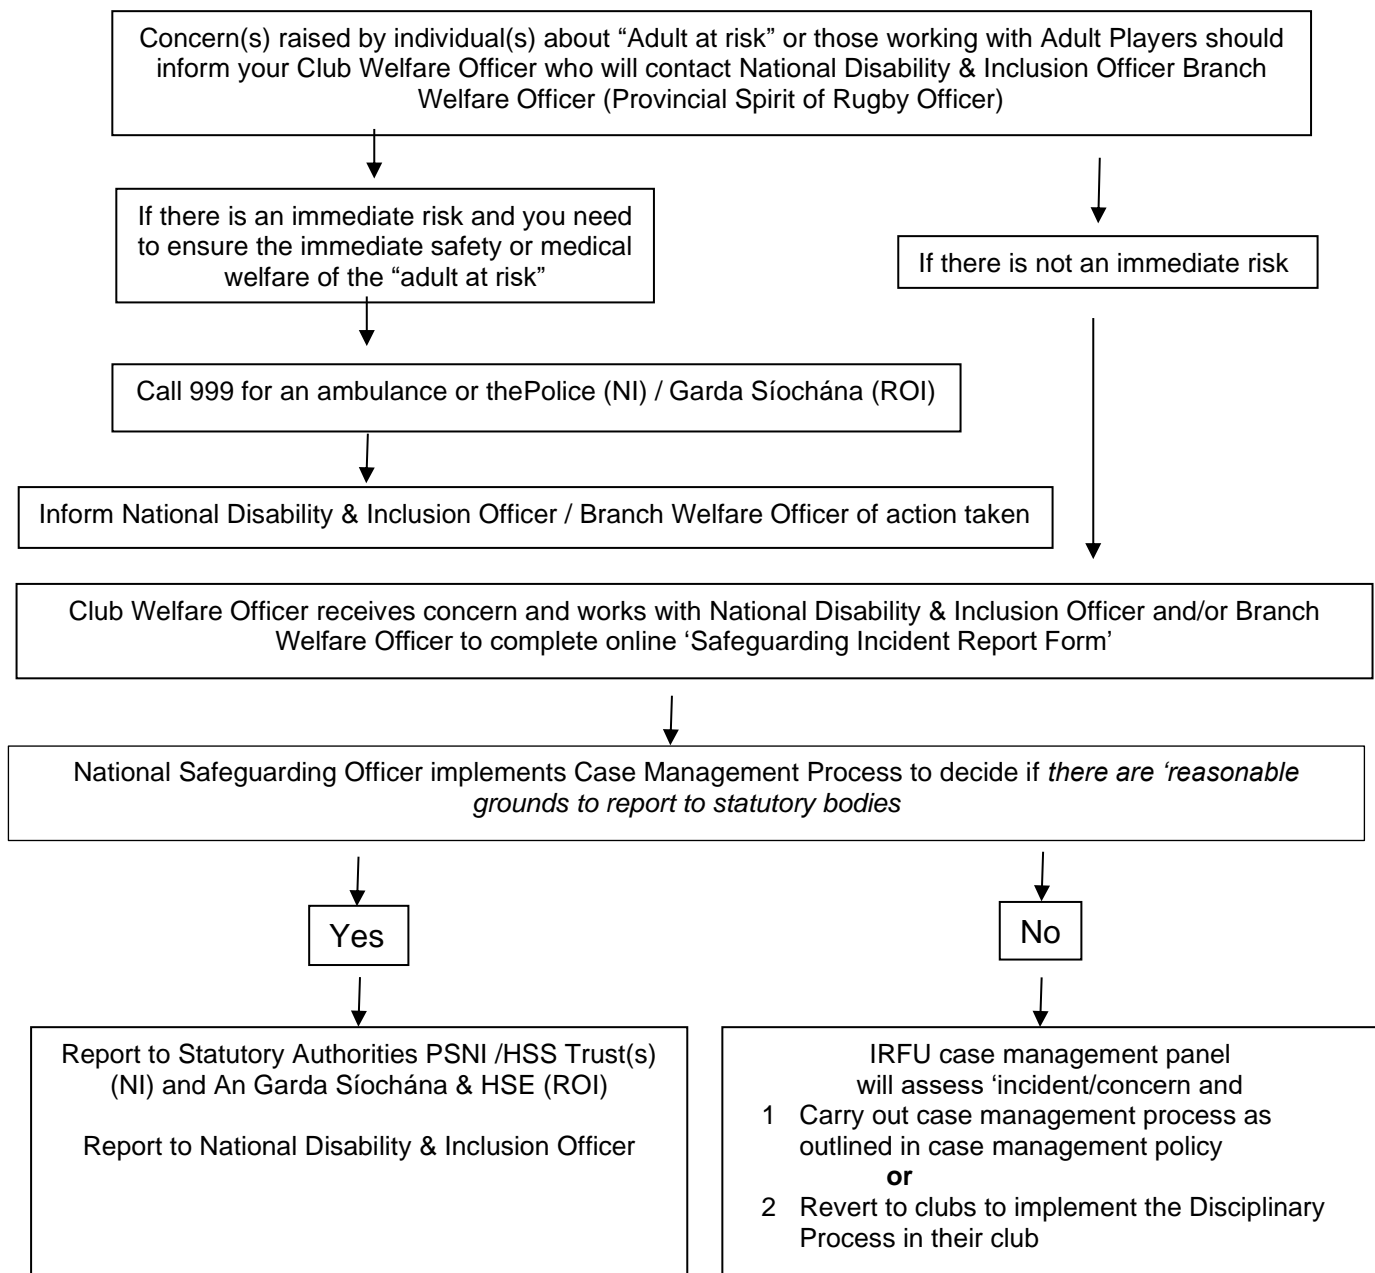 Concern(s) raised by individual(s) about “Adult at risk” or those working with Adult Players should
inform your Club Welfare Officer who will contact National Disability & Inclusion Officer Branch
Welfare Officer (Provincial Spirit of Rugby Officer)
If there is an immediate risk and you need
to ensure the immediate safety or medical
welfare of the “adult at risk”
If there is not an immediate risk
Call 999 for an ambulance or thePolice (NI) / Garda Síochána (ROI)
Inform National Disability & Inclusion Officer / Branch Welfare Officer of action taken
Club Welfare Officer receives concern and works with National Disability & Inclusion Officer and/or Branch
Welfare Officer to complete online ‘Safeguarding Incident Report Form’
National Safeguarding Officer implements Case Management Process to decide if there are ‘reasonable
grounds to report to statutory bodies
Yes
No
Report to Statutory Authorities PSNI /HSS Trust(s)
(NI) and An Garda Síochána & HSE (ROI)
Report to National Disability & Inclusion Officer
IRFU case management panel
will assess ‘incident/concern and
1 Carry out case management process as
outlined in case management policy
or
2 Revert to clubs to implement the Disciplinary
Process in their club